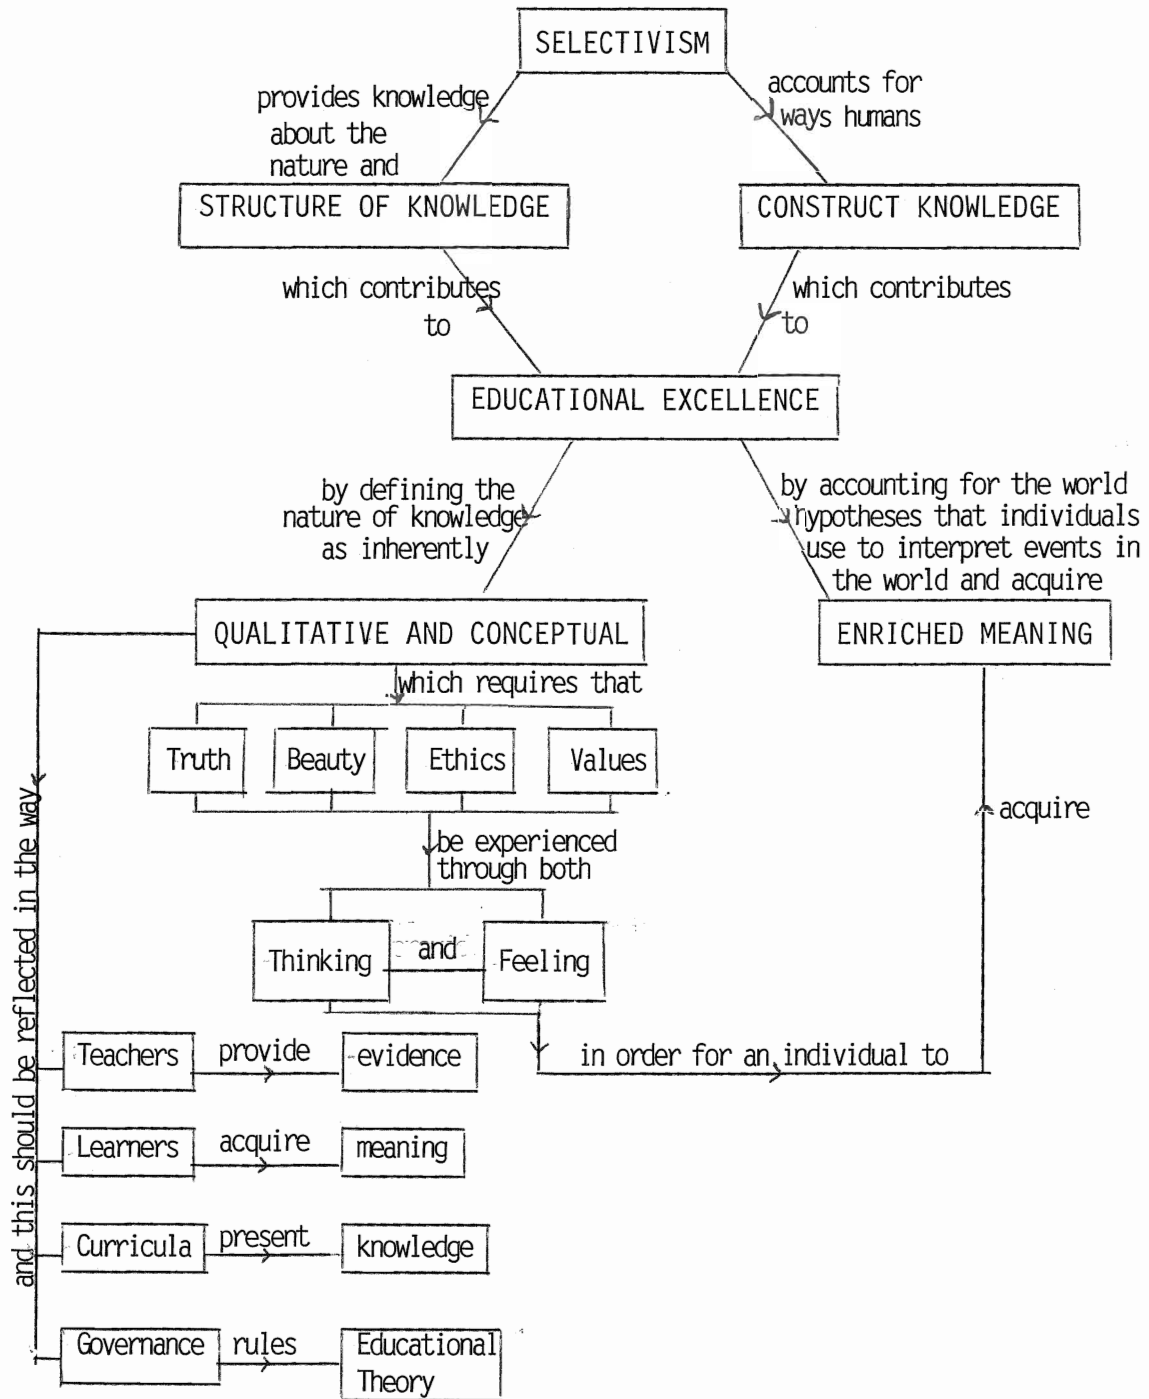 SELECTIVISM
provides knowledge
about the
nature and
accounts for
ways humans
STRUCTURE OF KNOWLEDGE
CONSTRUCT KNOWLEDGE
which contributes
to
which contributes
to
EDUCATIONAL EXCELLENCE
by defining the
nature of knowledge
as inherently
by accounting for the world
hypotheses that individuals
use to interpret events in
the world and acquire
QUALITATIVE AND CONCEPTUAL
ENRICHED MEANING
which requires that
Truth
Beauty
Ethics
Values
be experienced
through both
Thinking
and
Feeling
in order for an individual to
acquire
and this should be reflected in the way
Teachers
provide
evidence
Learners
acquire
meaning
Curricula
present
knowledge
Governance
rules
Educational
Theory